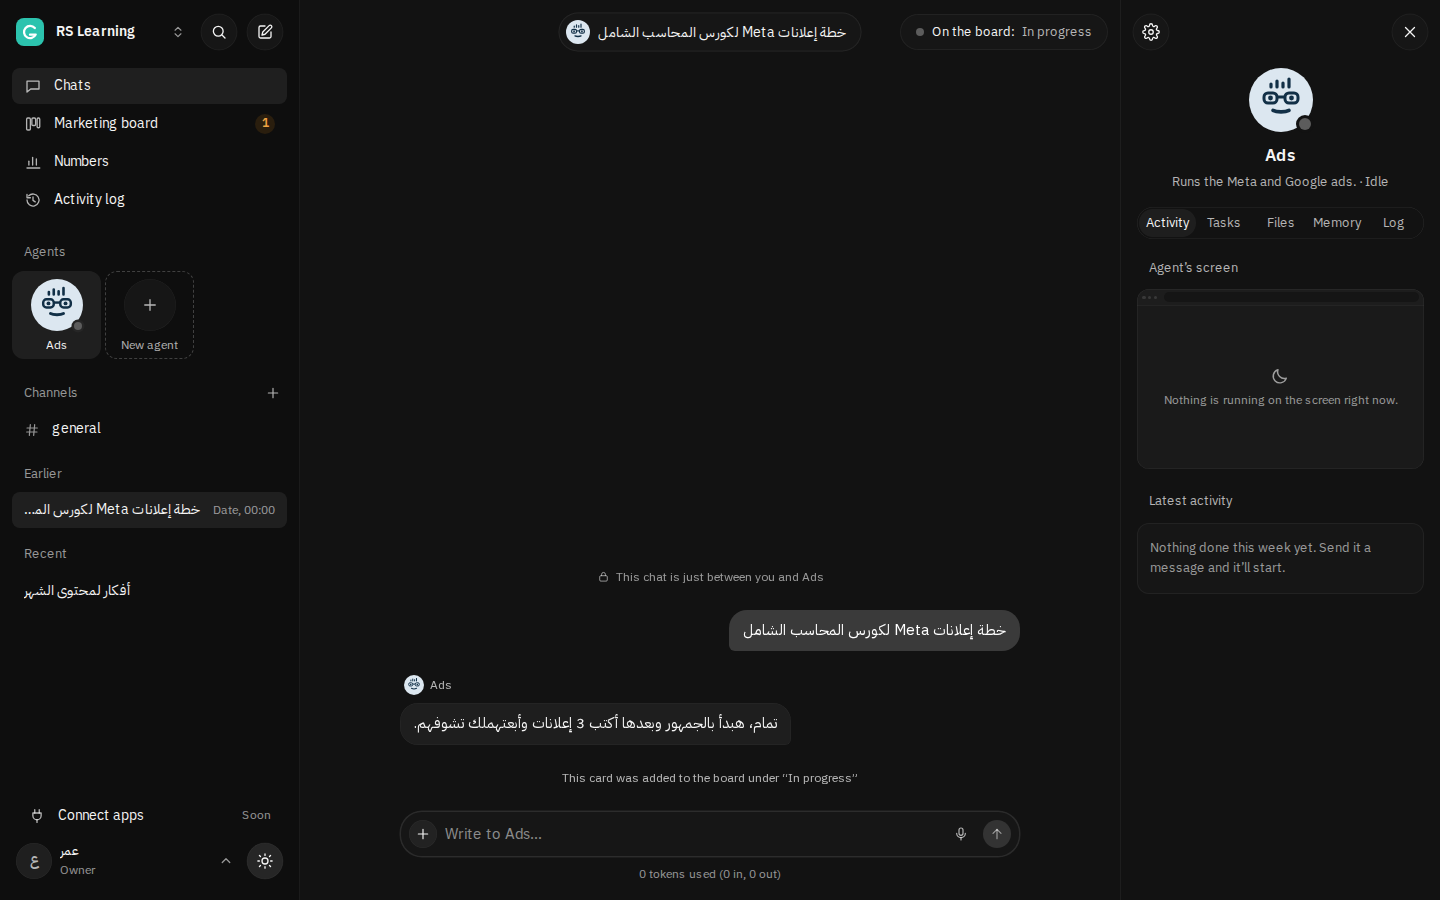 RS Learning
Chats
Marketing board
1
Numbers
Activity log
Agents
Ads
New agent
Channels
general
Earlier
خطة إعلانات Meta لكورس الم...
Date, 00:00
Recent
أفكار لمحتوى الشهر
Connect apps
Soon
ع
عمر
Owner
خطة إعلانات Meta لكورس المحاسب الشامل
On the board: In progress
This chat is just between you and Ads
خطة إعلانات Meta لكورس المحاسب الشامل
Ads
تمام، هبدأ بالجمهور وبعدها أكتب 3 إعلانات وأبعتهملك تشوفهم.
This card was added to the board under “In progress”
Write to Ads...
0 tokens used (0 in, 0 out)
Ads
Runs the Meta and Google ads. · Idle
Activity
Tasks
Files
Memory
Log
Agent’s screen
Nothing is running on the screen right now.
Latest activity
Nothing done this week yet. Send it a
message and it’ll start.